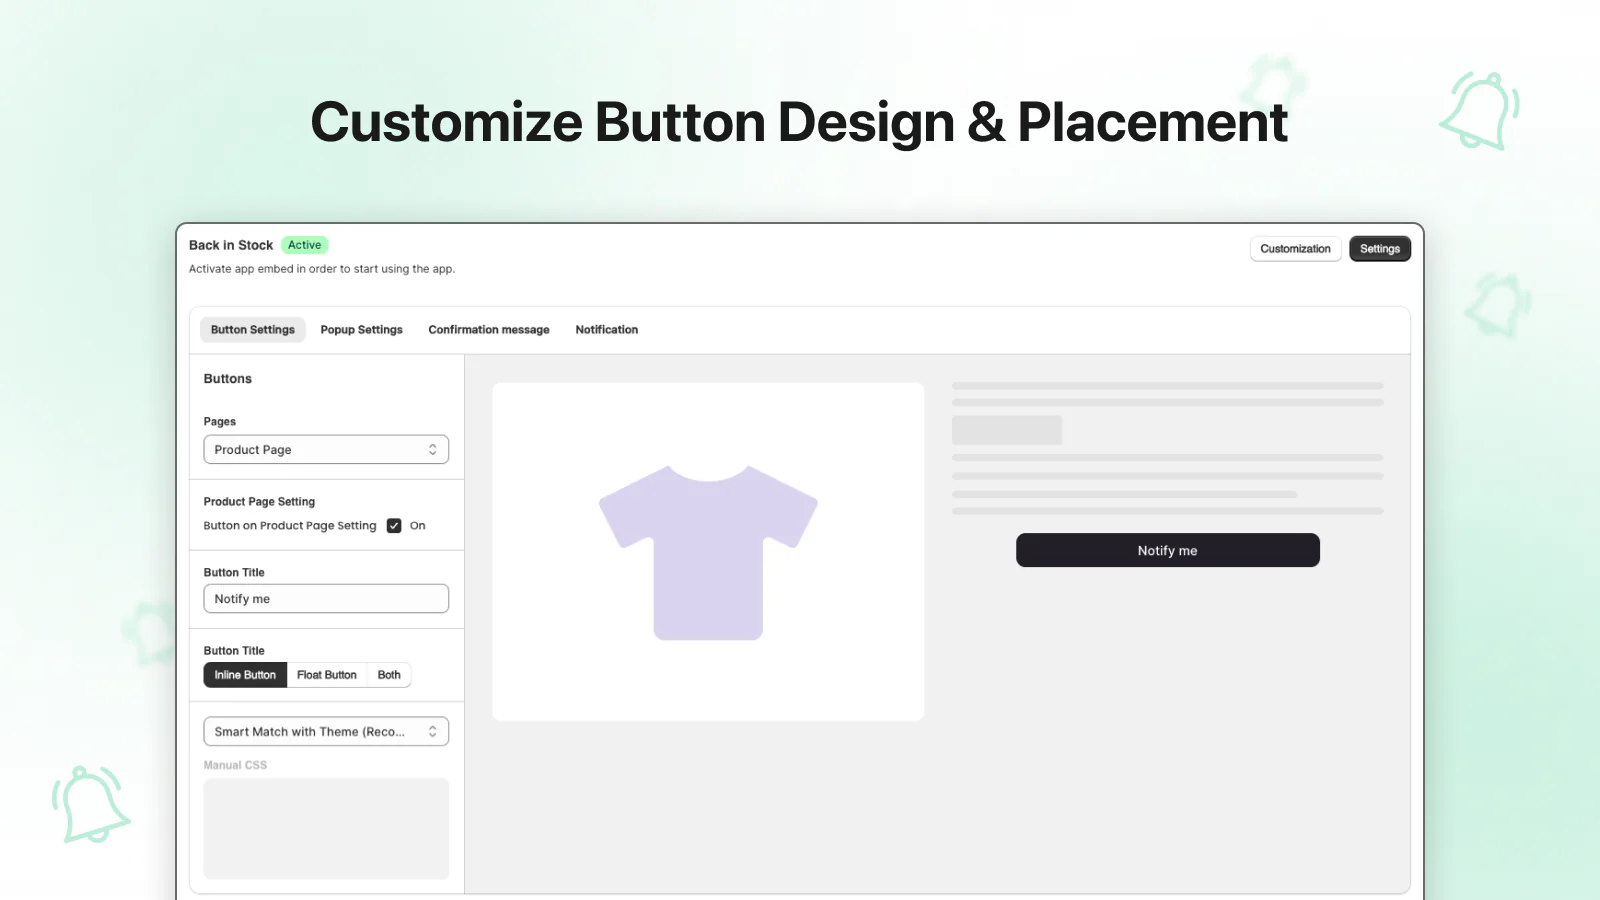 Customize Button Design & Placement
Back in Stock Active
Customization Settings
Activate app embed in order to start using the app.
Button Settings Popup Settings Confirmation message Notification
Buttons
Pages
Product Page
Product Page Setting
Button on Product Page Setting On
Button Title
Notify me
Button Title
Inline Button Float Button Both
Smart Match with Theme (Reco...
Manual CSS
Notify me